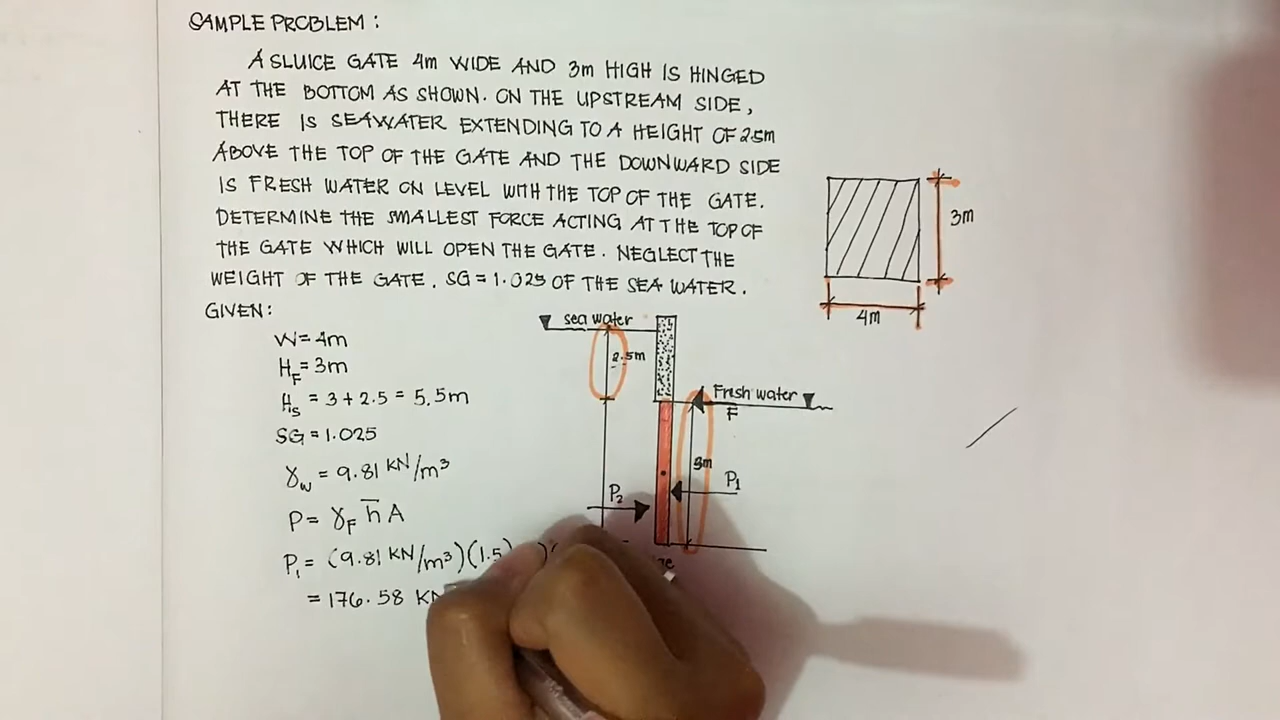 SAMPLE PROBLEM :
A SLUICE GATE 4m WIDE AND 3m HIGH IS HINGED
AT THE BOTTOM AS SHOWN. ON THE UPSTREAM SIDE,
THERE IS SEAWATER EXTENDING TO A HEIGHT OF 2.5m
ABOVE THE TOP OF THE GATE AND THE DOWNWARD SIDE
IS FRESH WATER ON LEVEL WITH THE TOP OF THE GATE.
DETERMINE THE SMALLEST FORCE ACTING AT THE TOP OF
THE GATE WHICH WILL OPEN THE GATE. NEGLECT THE
WEIGHT OF THE GATE. SG = 1.025 OF THE SEA WATER.
3m
4m
GIVEN:
W = 4m
H_F = 3m
H_S = 3 + 2.5 = 5.5m
SG = 1.025
γ_w = 9.81 KN/m³
P = γ_F h̄ A
P₁ = (9.81 KN/m³)(1.5
= 176.58 KN
sea water
2.5m
Fresh water
F
3m
P₁
P₂